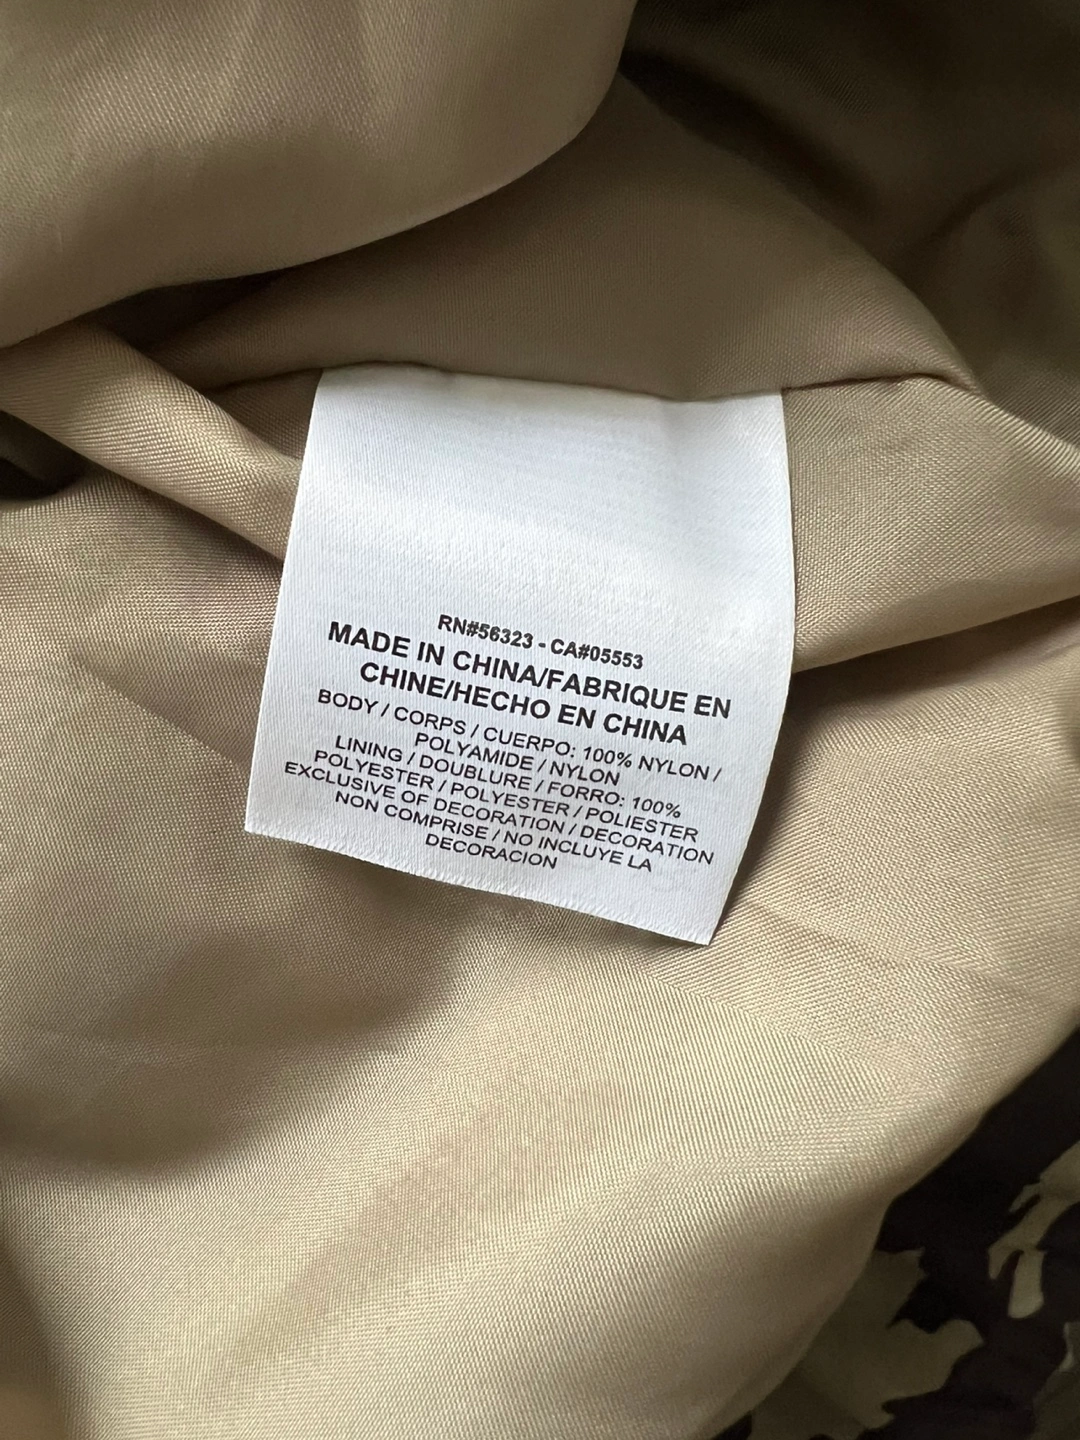 RN#56323 - CA#05553
MADE IN CHINA/FABRIQUE EN
CHINE/HECHO EN CHINA
BODY / CORPS / CUERPO: 100% NYLON /
POLYAMIDE / NYLON
LINING / DOUBLURE / FORRO: 100%
POLYESTER / POLYESTER / POLIESTER
EXCLUSIVE OF DECORATION / DECORATION
NON COMPRISE / NO INCLUYE LA
DECORACION